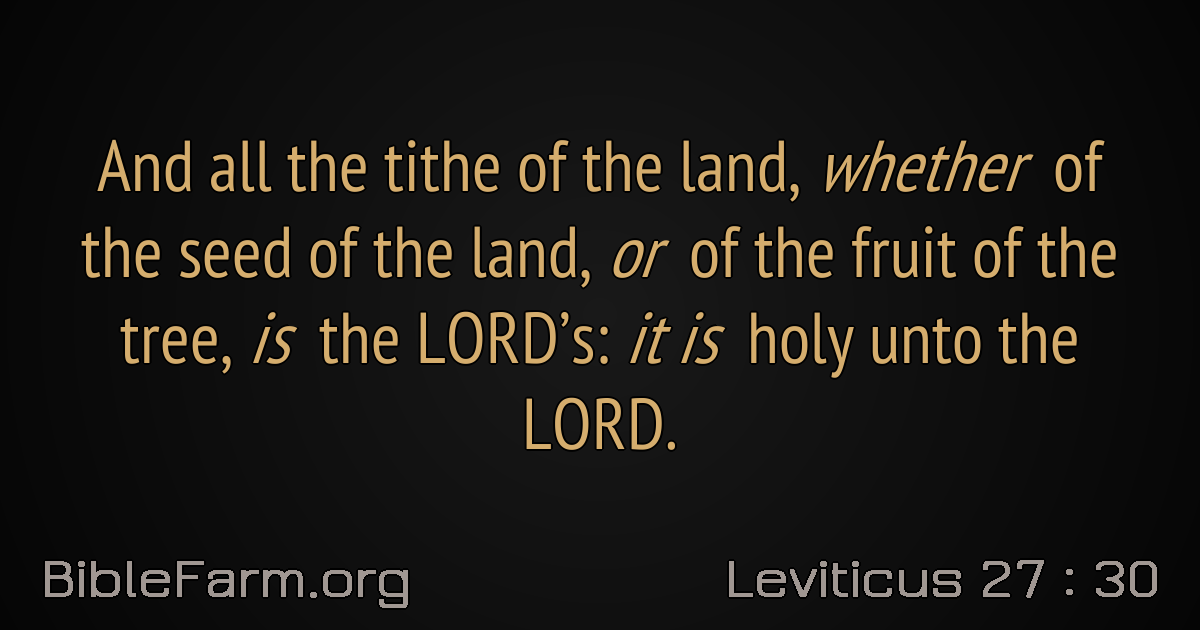 And all the tithe of the land, whether of
the seed of the land, or of the fruit of the
tree, is the LORD’s: it is holy unto the
LORD.
BibleFarm.org
Leviticus 27 : 30